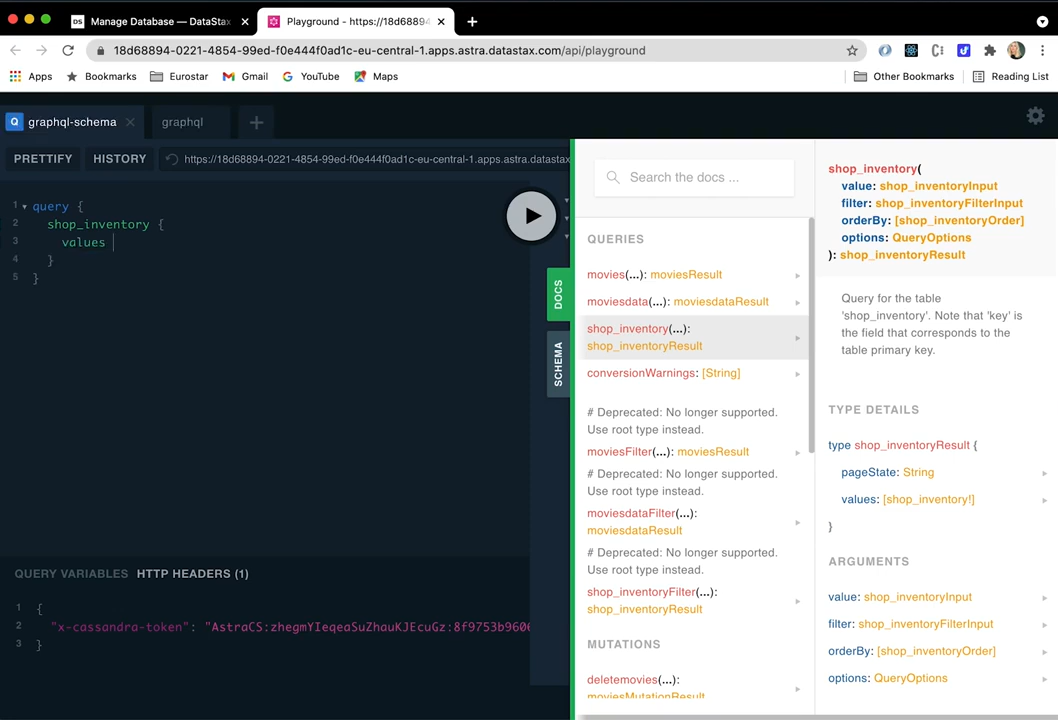 DS Manage Database — DataStax
Playground - https://18d68894
18d68894-0221-4854-99ed-f0e444f0ad1c-eu-central-1.apps.astra.datastax.com/api/playground
Apps Bookmarks Eurostar Gmail YouTube Maps Other Bookmarks Reading List
Q graphql-schema graphql
PRETTIFY HISTORY https://18d68894-0221-4854-99ed-f0e444f0ad1c-eu-central-1.apps.astra.datastax
1 query {
2 shop_inventory {
3 values
4 }
5 }
QUERY VARIABLES HTTP HEADERS (1)
1 {
2 "x-cassandra-token": "AstraCS:zhegmYIeqeaSuZhauKJEcuGz:8f9753b9606
3 }
DOCS
SCHEMA
Search the docs ...
QUERIES
movies(...): moviesResult
moviesdata(...): moviesdataResult
shop_inventory(...):
shop_inventoryResult
conversionWarnings: [String]
# Deprecated: No longer supported.
Use root type instead.
moviesFilter(...): moviesResult
# Deprecated: No longer supported.
Use root type instead.
moviesdataFilter(...):
moviesdataResult
# Deprecated: No longer supported.
Use root type instead.
shop_inventoryFilter(...):
shop_inventoryResult
MUTATIONS
deletemovies(...):
moviesMutationResult
shop_inventory(
value: shop_inventoryInput
filter: shop_inventoryFilterInput
orderBy: [shop_inventoryOrder]
options: QueryOptions
): shop_inventoryResult
Query for the table
'shop_inventory'. Note that 'key' is
the field that corresponds to the
table primary key.
TYPE DETAILS
type shop_inventoryResult {
pageState: String
values: [shop_inventory!]
}
ARGUMENTS
value: shop_inventoryInput
filter: shop_inventoryFilterInput
orderBy: [shop_inventoryOrder]
options: QueryOptions